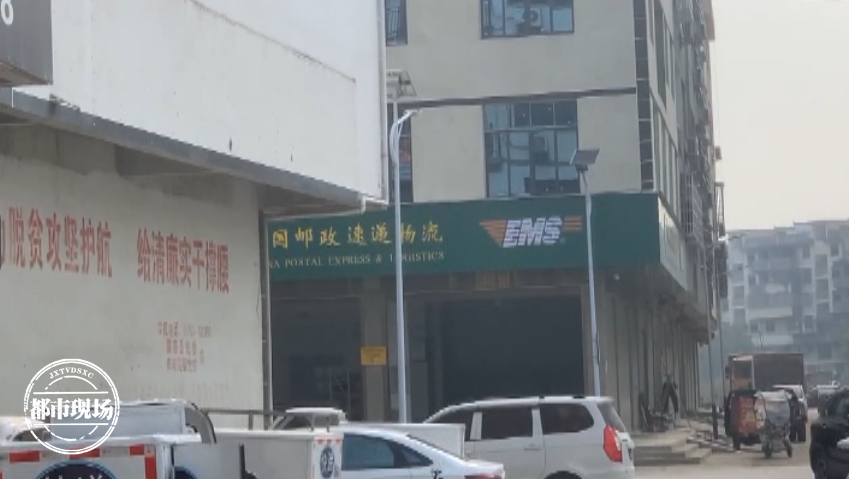 脱贫攻坚护航 给清廉实干撑腰
国邮政速递物流
NA POSTAL EXPRESS & LOGISTICS
EMS
JXTVDSXC
都市现场
8